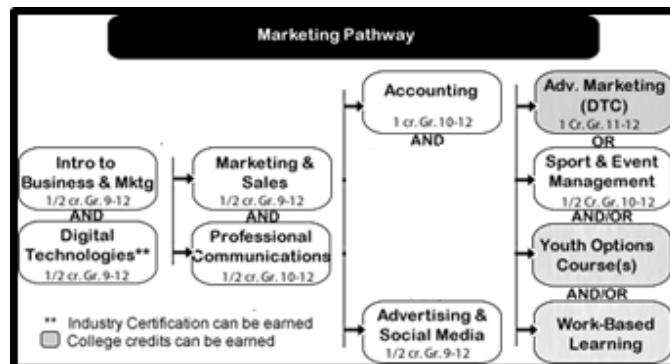 Marketing Pathway
Intro to
Business & Mktg
1/2 cr. Gr. 9-12
AND
Digital
Technologies**
1/2 cr. Gr. 9-12
Marketing &
Sales
1/2 cr. Gr. 9-12
AND
Professional
Communications
1/2 cr. Gr. 10-12
Accounting
1 cr. Gr. 10-12
AND
Advertising &
Social Media
1/2 cr. Gr. 9-12
Adv. Marketing
(DTC)
1 Cr. Gr. 11-12
OR
Sport & Event
Management
1/2 Cr. Gr. 10-12
AND/OR
Youth Options
Course(s)
AND/OR
Work-Based
Learning
** Industry Certification can be earned
College credits can be earned